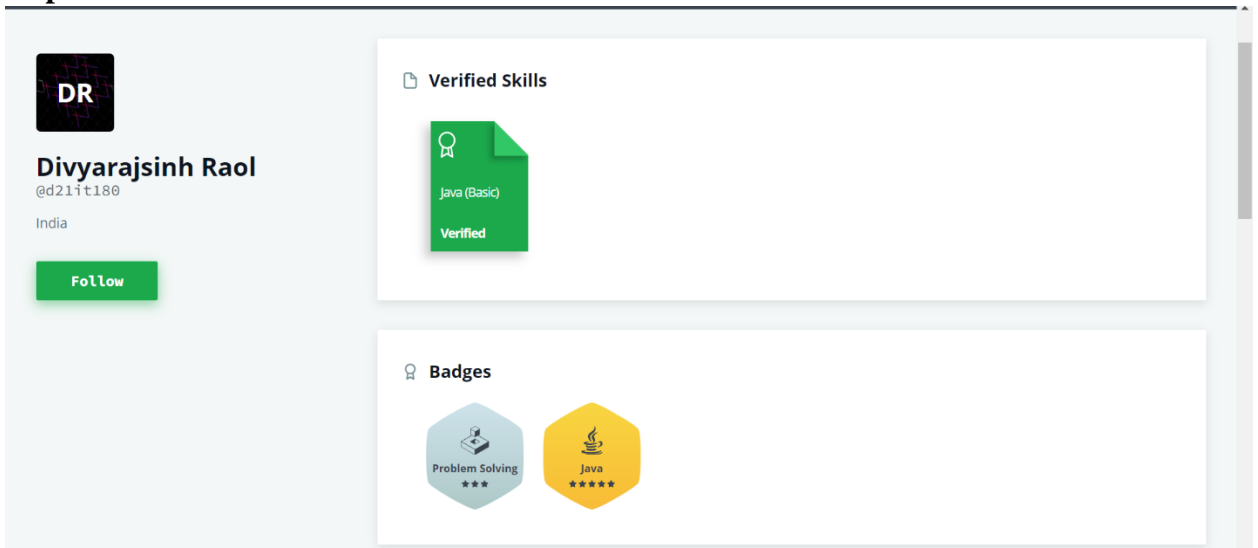 DR
Divyarajsinh Raol
@d21it180
India
Follow
Verified Skills
Java (Basic)
Verified
Badges
Problem Solving
Java